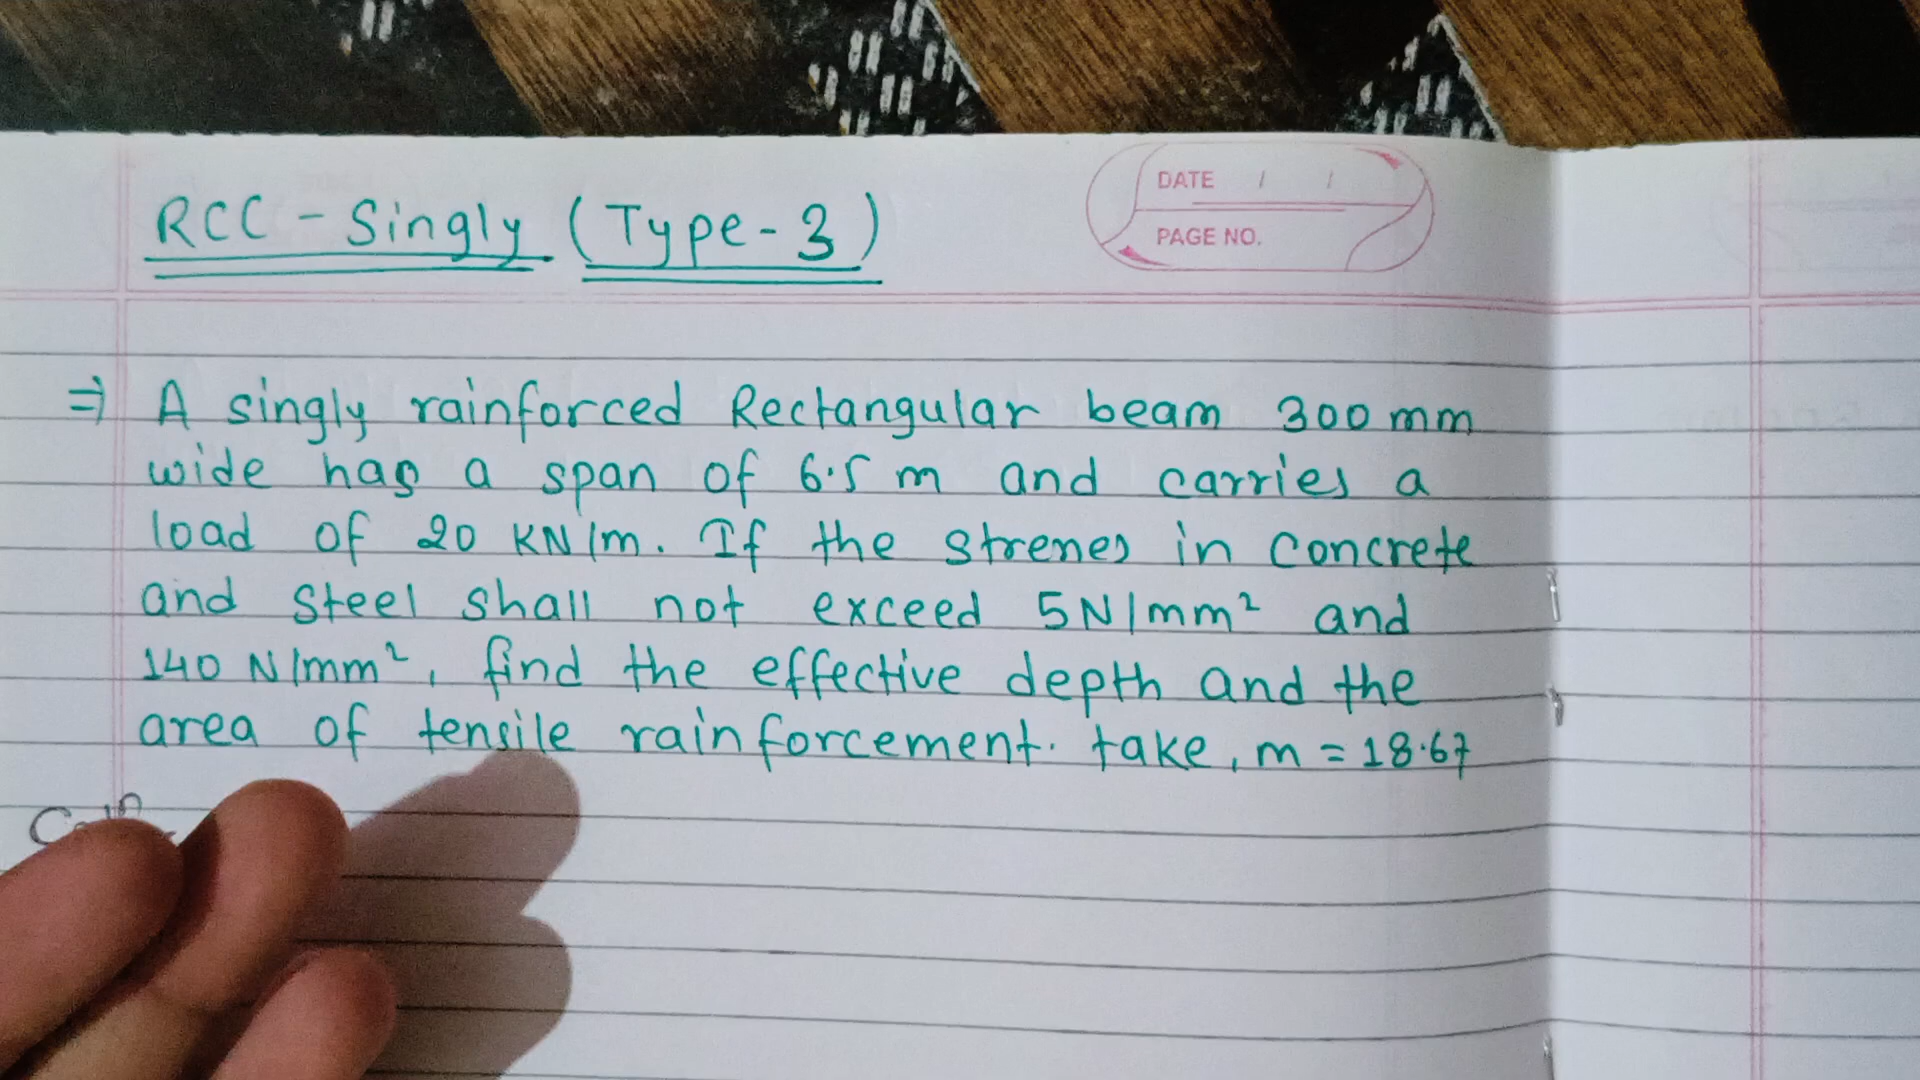 RCC - Singly (Type-3)
DATE / /
PAGE NO.
⇒ A singly rainforced Rectangular beam 300 mm
wide has a span of 6.5 m and carries a
load of 20 KN/m. If the strenes in concrete
and steel shall not exceed 5N/mm² and
140 N/mm², find the effective depth and the
area of tensile rainforcement. take, m = 18.67